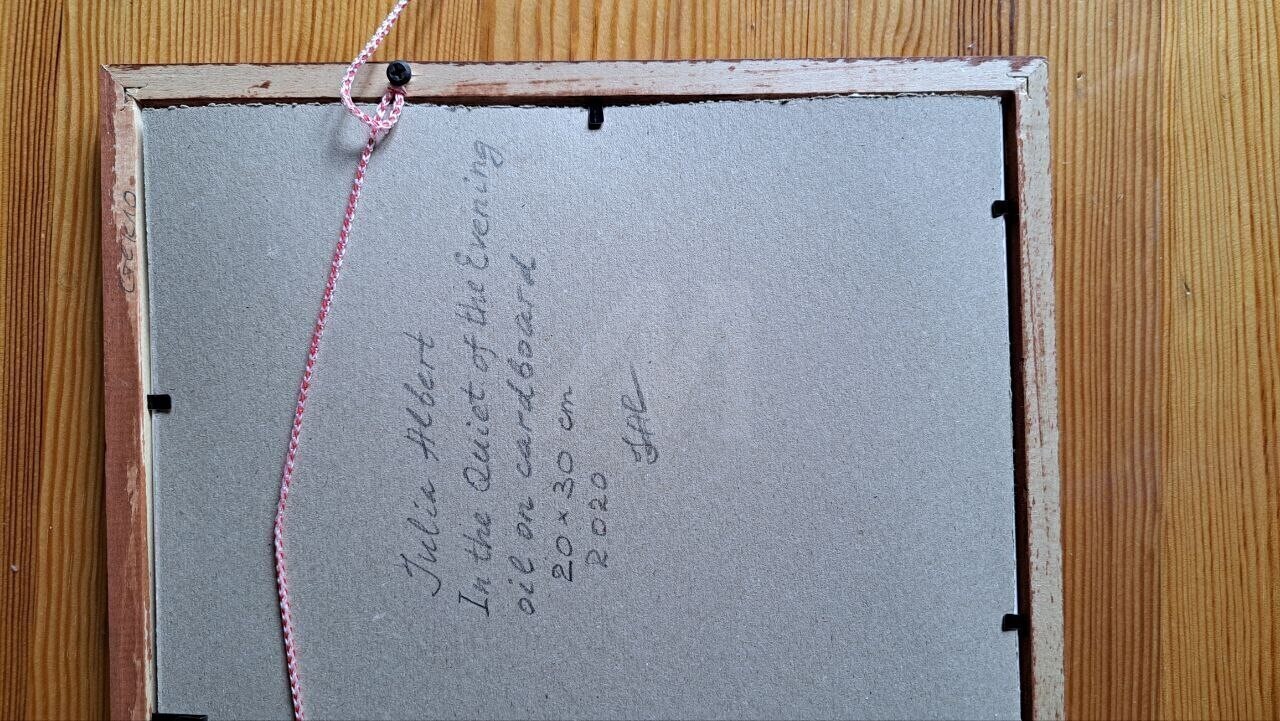 Julia Albert
In the Quiet of the Evening
oil on cardboard
20 × 30 cm
2020